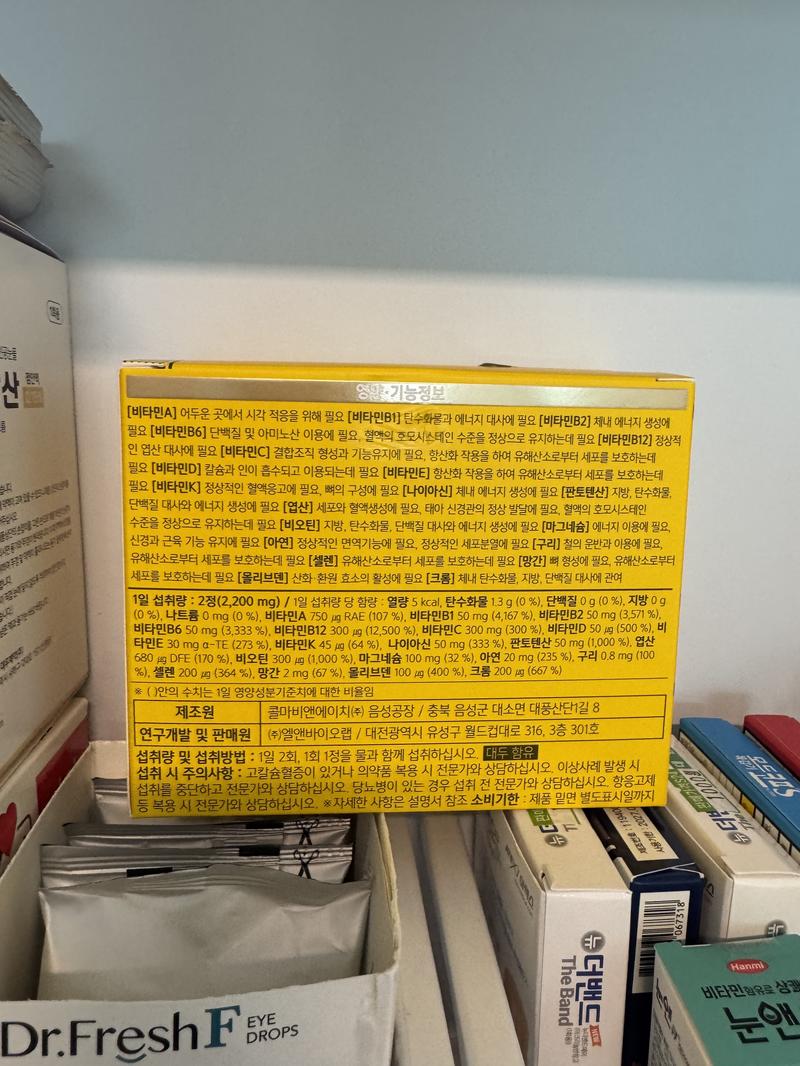 영양·기능정보
[비타민A] 어두운 곳에서 시각 적응을 위해 필요 [비타민B1] 탄수화물과 에너지 대사에 필요 [비타민B2] 체내 에너지 생성에
필요 [비타민B6] 단백질 및 아미노산 이용에 필요, 혈액의 호모시스테인 수준을 정상으로 유지하는데 필요 [비타민B12] 정상적
인 엽산 대사에 필요 [비타민C] 결합조직 형성과 기능유지에 필요, 항산화 작용을 하여 유해산소로부터 세포를 보호하는데
필요 [비타민D] 칼슘과 인이 흡수되고 이용되는데 필요 [비타민E] 항산화 작용을 하여 유해산소로부터 세포를 보호하는데
필요 [비타민K] 정상적인 혈액응고에 필요, 뼈의 구성에 필요 [나이아신] 체내 에너지 생성에 필요 [판토텐산] 지방, 탄수화물,
단백질 대사와 에너지 생성에 필요 [엽산] 세포와 혈액생성에 필요, 태아 신경관의 정상 발달에 필요, 혈액의 호모시스테인
수준을 정상으로 유지하는데 필요 [비오틴] 지방, 탄수화물, 단백질 대사와 에너지 생성에 필요 [마그네슘] 에너지 이용에 필요,
신경과 근육 기능 유지에 필요 [아연] 정상적인 면역기능에 필요, 정상적인 세포분열에 필요 [구리] 철의 운반과 이용에 필요,
유해산소로부터 세포를 보호하는데 필요 [셀렌] 유해산소로부터 세포를 보호하는데 필요 [망간] 뼈 형성에 필요, 유해산소로부터
세포를 보호하는데 필요 [몰리브덴] 산화·환원 효소의 활성에 필요 [크롬] 체내 탄수화물, 지방, 단백질 대사에 관여
1일 섭취량 : 2정(2,200 mg) / 1일 섭취량 당 함량 : 열량 5 kcal, 탄수화물 1.3 g (0 %), 단백질 0 g (0 %), 지방 0 g
(0 %), 나트륨 0 mg (0 %), 비타민A 750 ㎍ RAE (107 %), 비타민B1 50 mg (4,167 %), 비타민B2 50 mg (3,571 %),
비타민B6 50 mg (3,333 %), 비타민B12 300 ㎍ (12,500 %), 비타민C 300 mg (300 %), 비타민D 50 ㎍ (500 %), 비
타민E 30 mg α-TE (273 %), 비타민K 45 ㎍ (64 %), 나이아신 50 mg (333 %), 판토텐산 50 mg (1,000 %), 엽산
680 ㎍ DFE (170 %), 비오틴 300 ㎍ (1,000 %), 마그네슘 100 mg (32 %), 아연 20 mg (235 %), 구리 0.8 mg (100
%), 셀렌 200 ㎍ (364 %), 망간 2 mg (67 %), 몰리브덴 100 ㎍ (400 %), 크롬 200 ㎍ (667 %)
※ ( )안의 수치는 1일 영양성분기준치에 대한 비율임
제조원 콜마비앤에이치㈜ 음성공장 / 충북 음성군 대소면 대풍산단1길 8
연구개발 및 판매원 ㈜엘앤바이오랩 / 대전광역시 유성구 월드컵대로 316, 3층 301호
섭취량 및 섭취방법 : 1일 2회, 1회 1정을 물과 함께 섭취하십시오. 대두 함유
섭취 시 주의사항 : 고칼슘혈증이 있거나 의약품 복용 시 전문가와 상담하십시오. 이상사례 발생 시
섭취를 중단하고 전문가와 상담하십시오. 당뇨병이 있는 경우 섭취 전 전문가와 상담하십시오. 항응고제
등 복용 시 전문가와 상담하십시오. ※자세한 사항은 설명서 참조 소비기한 : 제품 밑면 별도표시일까지
Dr.Fresh F EYE
DROPS
뉴 더밴드
The Band
NEW
067318
Hanmi
비타민함유로
눈앤